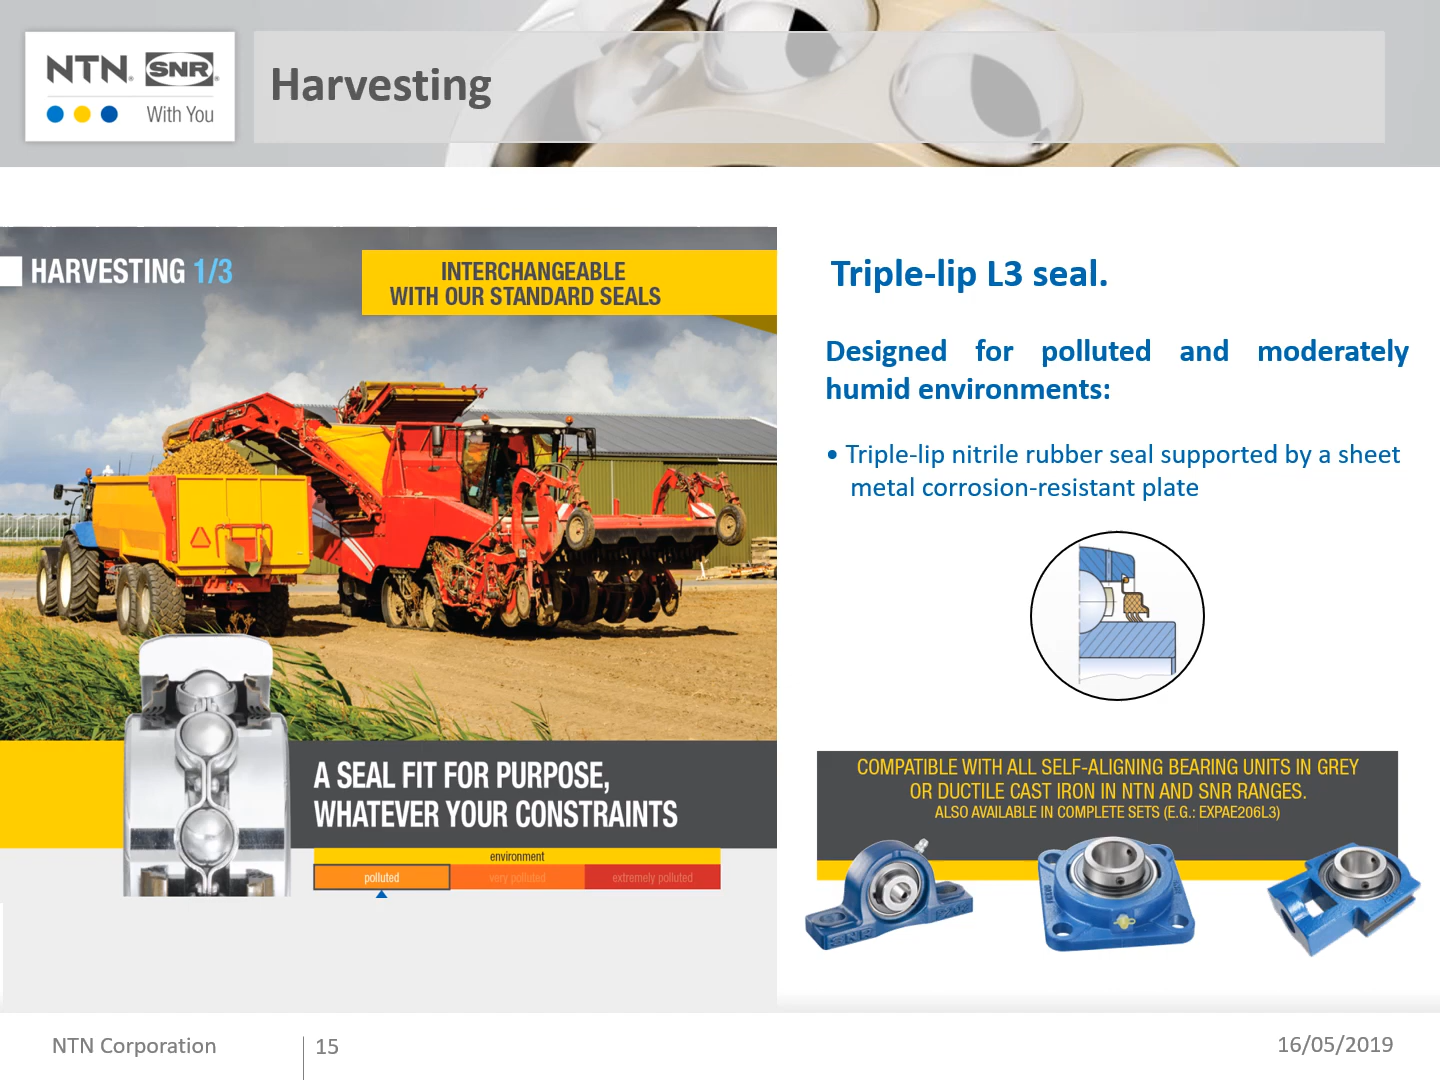 NTN. SNR
With You
Harvesting
HARVESTING 1/3
INTERCHANGEABLE
WITH OUR STANDARD SEALS
A SEAL FIT FOR PURPOSE,
WHATEVER YOUR CONSTRAINTS
environment
polluted very polluted extremely polluted
Triple-lip L3 seal.
Designed for polluted and moderately
humid environments:
• Triple-lip nitrile rubber seal supported by a sheet
metal corrosion-resistant plate
COMPATIBLE WITH ALL SELF-ALIGNING BEARING UNITS IN GREY
OR DUCTILE CAST IRON IN NTN AND SNR RANGES.
ALSO AVAILABLE IN COMPLETE SETS (E.G.: EXPAE206L3)
SNR
NTN Corporation
15
16/05/2019